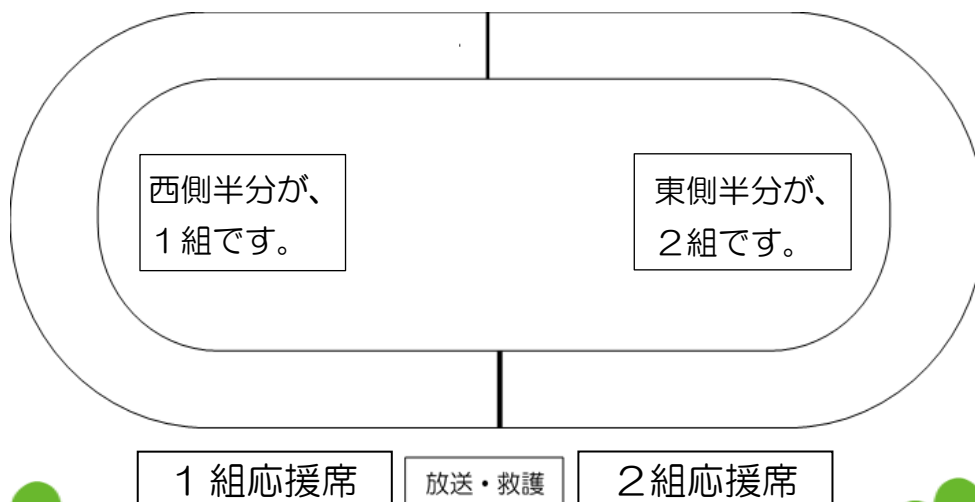 西側半分が、
１組です。
東側半分が、
２組です。
１組応援席
放送・救護
２組応援席